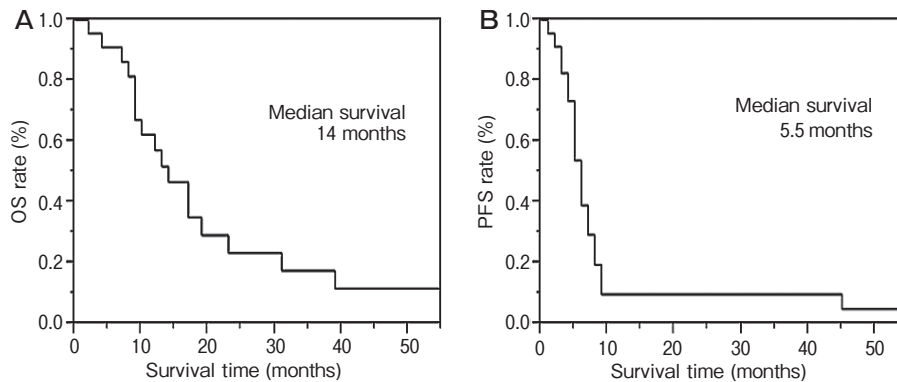 A
OS rate (%)
1.0
0.8
0.6
0.4
0.2
0.0
Median survival
14 months
0 10 20 30 40 50
Survival time (months)
B
PFS rate (%)
1.0
0.8
0.6
0.4
0.2
0.0
Median survival
5.5 months
0 10 20 30 40 50
Survival time (months)